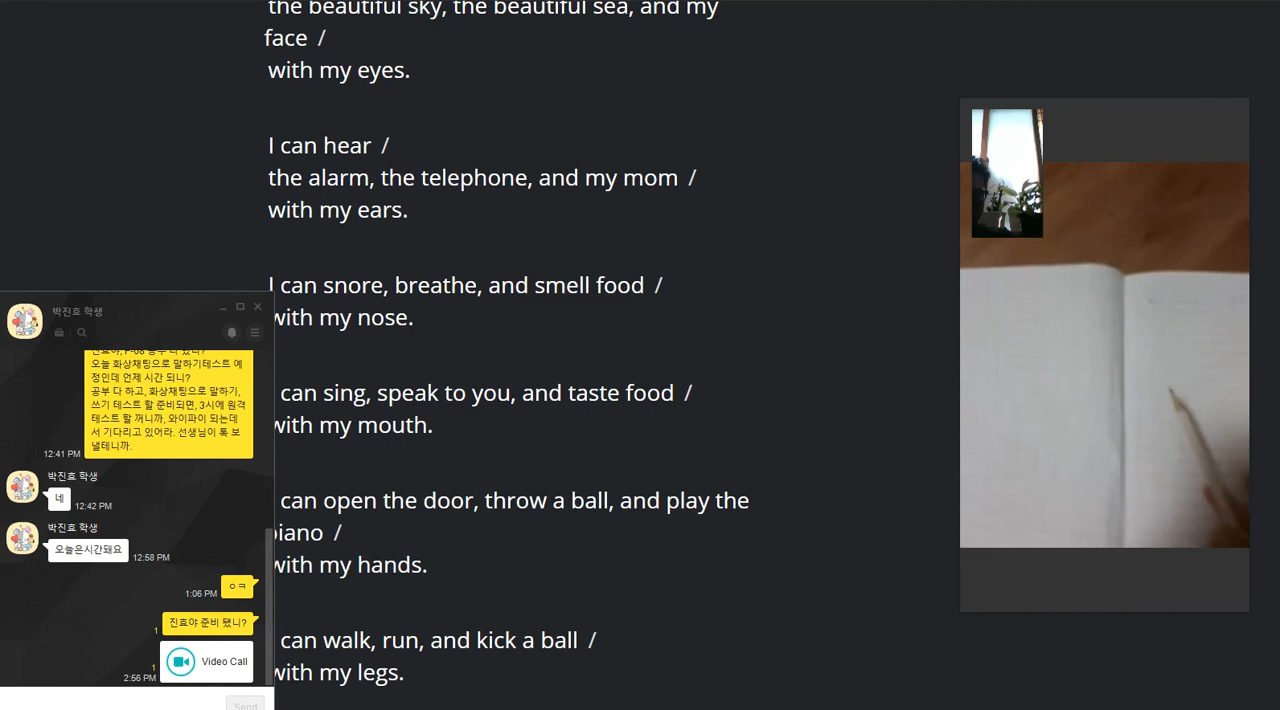 the beautiful sky, the beautiful sea, and my
face /
with my eyes.
I can hear /
the alarm, the telephone, and my mom /
with my ears.
I can snore, breathe, and smell food /
with my nose.
can sing, speak to you, and taste food /
with my mouth.
can open the door, throw a ball, and play the
piano /
with my hands.
can walk, run, and kick a ball /
with my legs.
박진효 학생
오늘 화상채팅으로 말하기테스트 예
정인데 언제 시간 되니?
공부 다 하고, 화상채팅으로 말하기,
쓰기 테스트 할 준비되면, 3시에 원격
테스트 할 꺼니까, 와이파이 되는데
서 기다리고 있어라. 선생님이 톡 보
낼테니까.
12:41 PM
박진효 학생
네
12:42 PM
박진효 학생
오늘은시간돼요
12:58 PM
ㅇㅋ
1:06 PM
진효야 준비 됐니?
1
Video Call
1
2:56 PM
Send